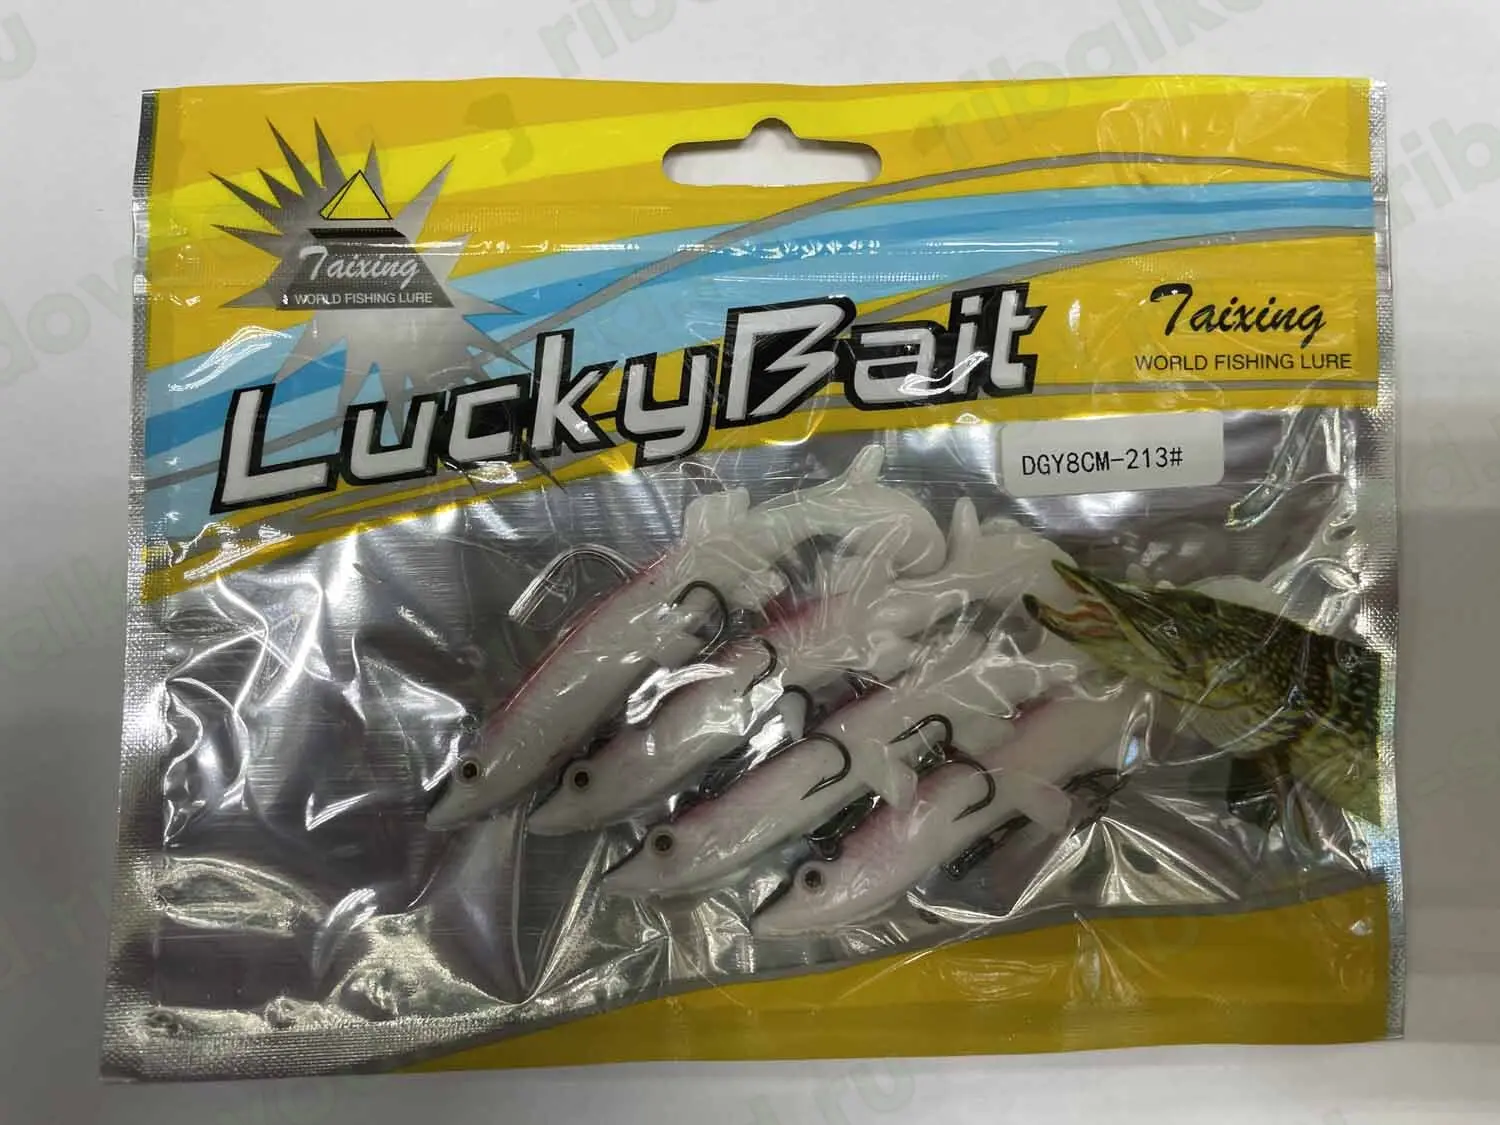 Taixing
WORLD FISHING LURE
LuckyBait
Taixing
WORLD FISHING LURE
DGY8CM-213#